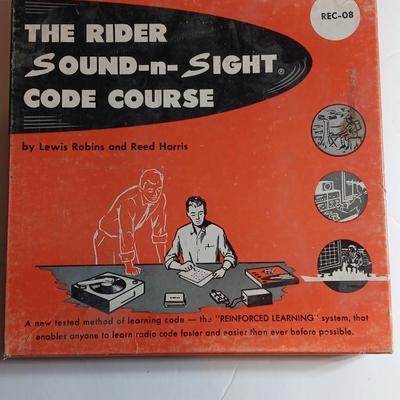 REC-08
THE RIDER
SOUND-n-SIGHT®
CODE COURSE
by Lewis Robins and Reed Harris
A new tested method of learning code — the "REINFORCED LEARNING" system, that
enables anyone to learn radio code faster and easier than ever before possible.